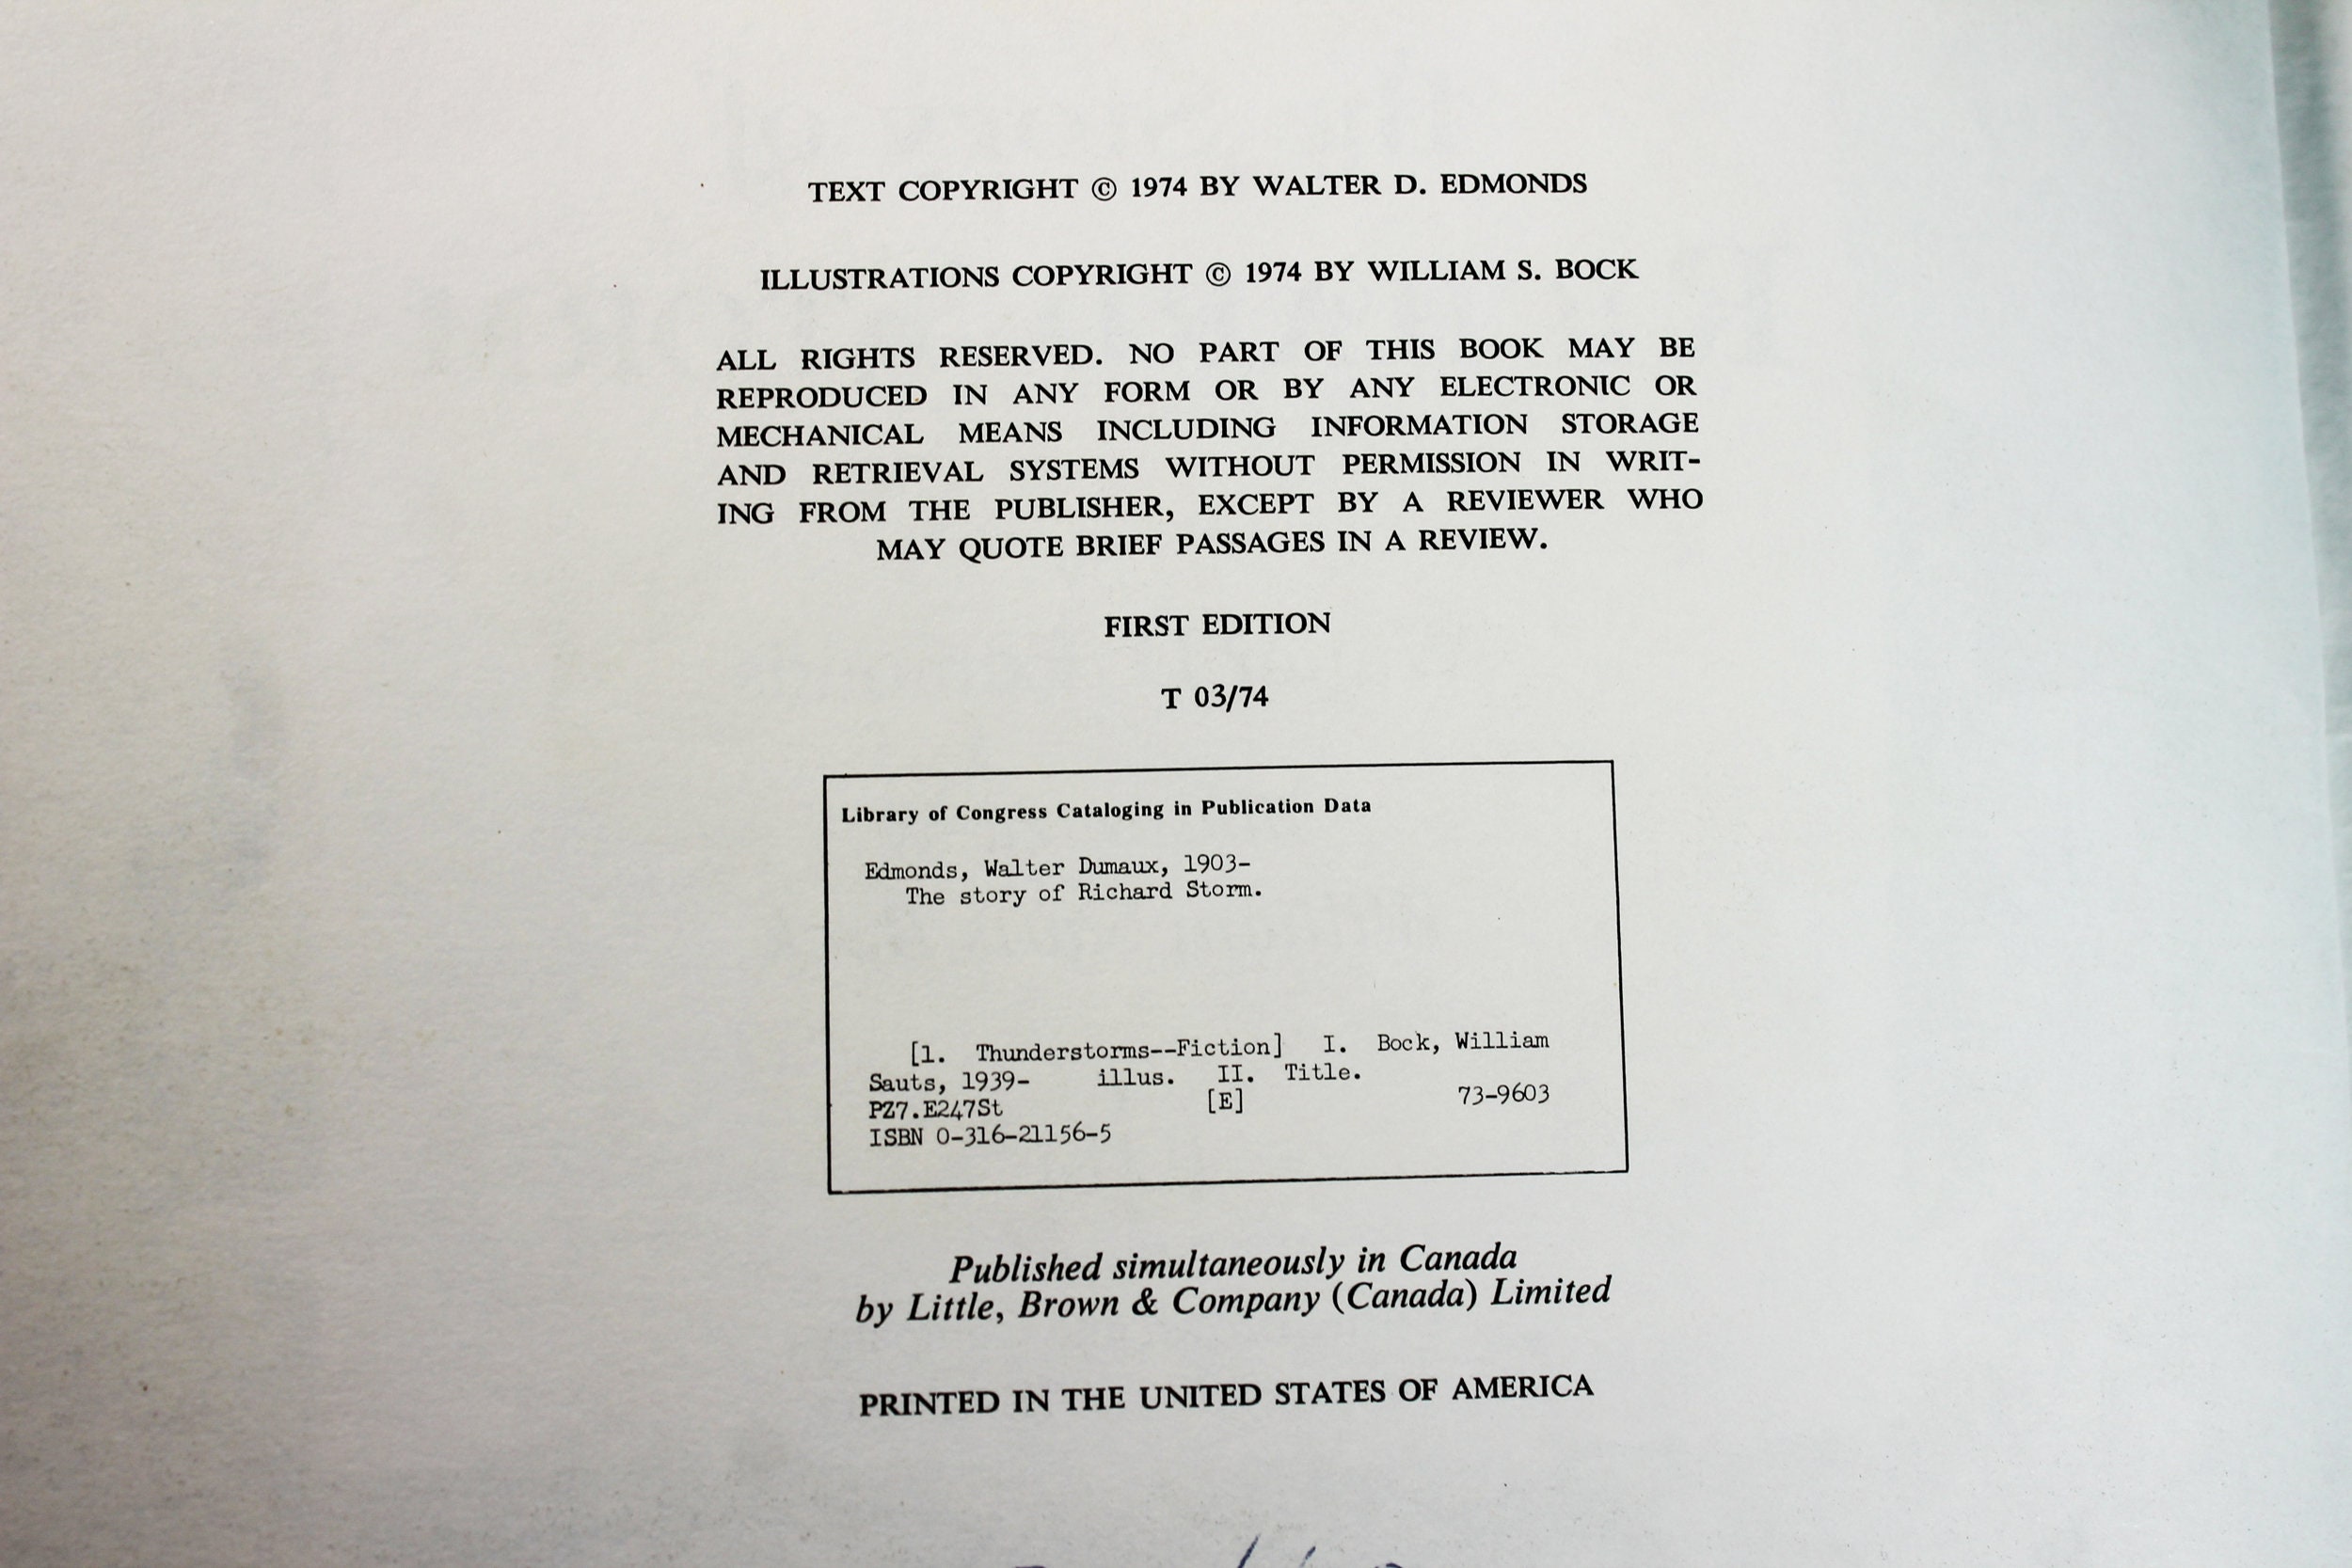 TEXT COPYRIGHT © 1974 BY WALTER D. EDMONDS
ILLUSTRATIONS COPYRIGHT © 1974 BY WILLIAM S. BOCK
ALL RIGHTS RESERVED. NO PART OF THIS BOOK MAY BE
REPRODUCED IN ANY FORM OR BY ANY ELECTRONIC OR
MECHANICAL MEANS INCLUDING INFORMATION STORAGE
AND RETRIEVAL SYSTEMS WITHOUT PERMISSION IN WRIT-
ING FROM THE PUBLISHER, EXCEPT BY A REVIEWER WHO
MAY QUOTE BRIEF PASSAGES IN A REVIEW.
FIRST EDITION
T 03/74
Library of Congress Cataloging in Publication Data
Edmonds, Walter Dumaux, 1903-
The story of Richard Storm.
[1. Thunderstorms--Fiction] I. Bock, William
Sauts, 1939- illus. II. Title.
PZ7.E247St [E] 73-9603
ISBN 0-316-21156-5
Published simultaneously in Canada
by Little, Brown & Company (Canada) Limited
PRINTED IN THE UNITED STATES OF AMERICA